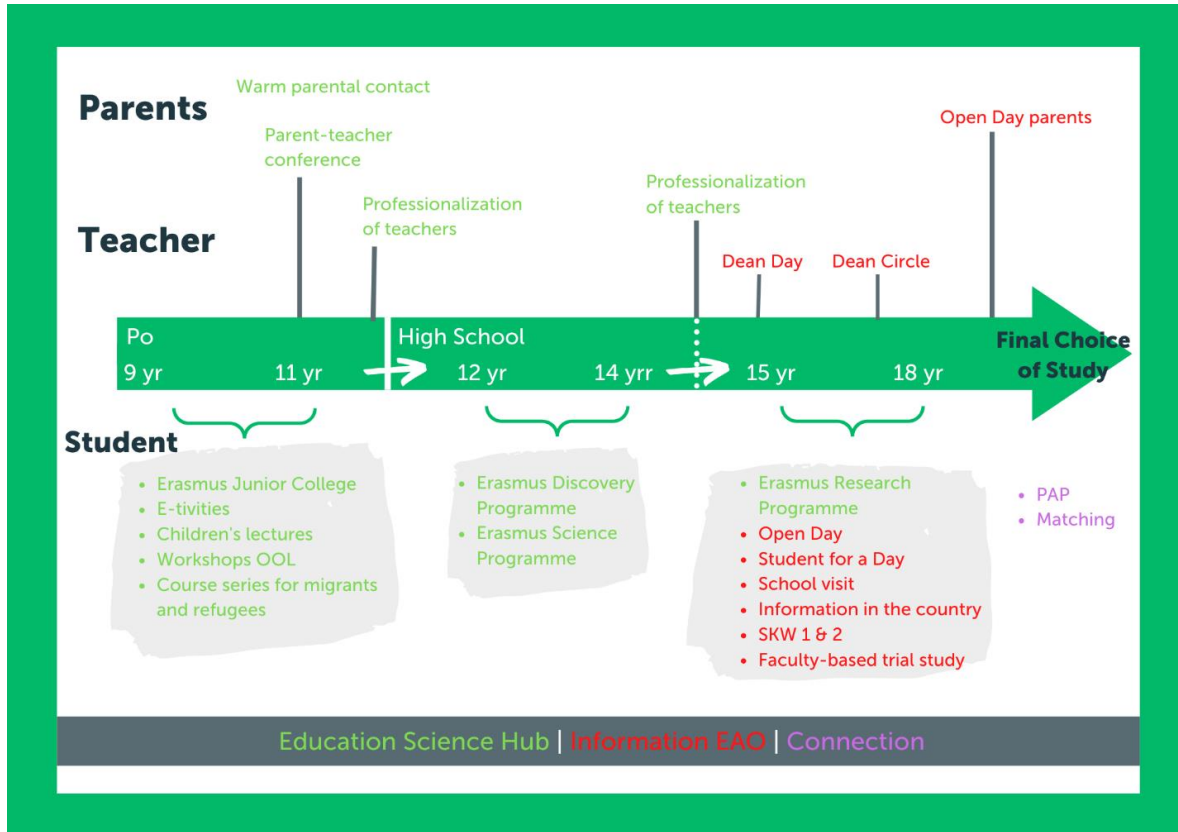 Parents
Warm parental contact
Parent-teacher
conference
Open Day parents
Teacher
Professionalization
of teachers
Professionalization
of teachers
Dean Day
Dean Circle
Po
High School
9 yr
11 yr
12 yr
14 yrr
15 yr
18 yr
Final Choice
of Study
Student
• Erasmus Junior College
• E-tivities
• Children's lectures
• Workshops OOL
• Course series for migrants
and refugees
• Erasmus Discovery
Programme
• Erasmus Science
Programme
• Erasmus Research
Programme
• Open Day
• Student for a Day
• School visit
• Information in the country
• SKW 1 & 2
• Faculty-based trial study
• PAP
• Matching
Education Science Hub | Information EAO | Connection